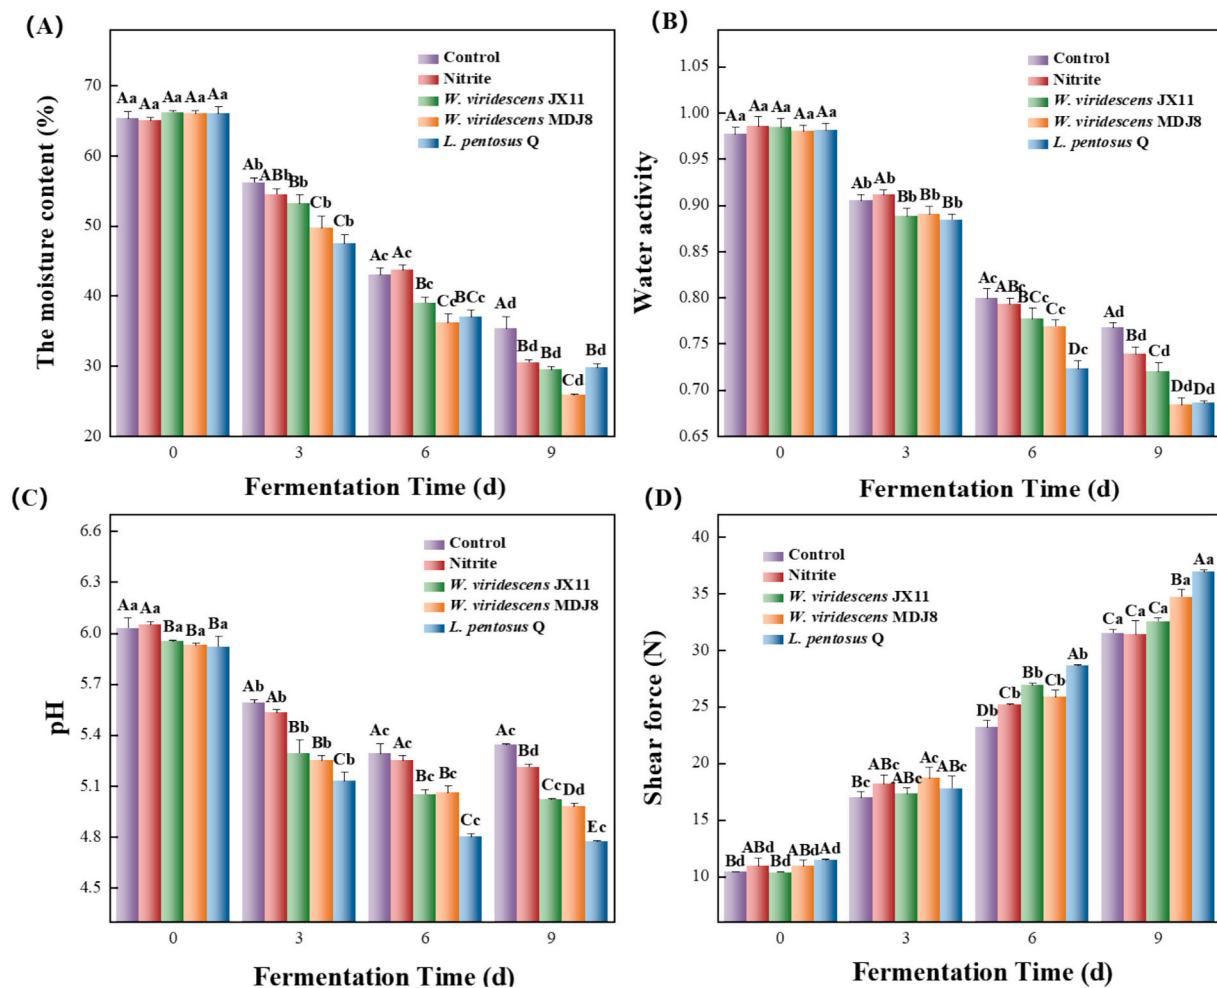 (A)
Control
Nitrite
W. viridescens JX11
W. viridescens MDJ8
L. pentosus Q
The moisture content (%)
70
60
50
40
30
20
Aa Aa Aa Aa Aa
Ab ABb Bb Cb Cb
Ac Ac Bc Cc BCc
Ad Bd Bd Cd Bd
0 3 6 9
Fermentation Time (d)
(B)
Control
Nitrite
W. viridescens JX11
W. viridescens MDJ8
L. pentosus Q
Water activity
1.05
1.00
0.95
0.90
0.85
0.80
0.75
0.70
0.65
Aa Aa Aa Aa Aa
Ab Ab Bb Bb Bb
Ac ABc BCc Cc Dc
Ad Bd Cd Dd Dd
0 3 6 9
Fermentation Time (d)
(C)
Control
Nitrite
W. viridescens JX11
W. viridescens MDJ8
L. pentosus Q
pH
6.6
6.3
6.0
5.7
5.4
5.1
4.8
4.5
Aa Aa Ba Ba Ba
Ab Ab Bb Bb Cb
Ac Ac Bc Bc Cc
Ac Bd Cc Dd Ec
0 3 6 9
Fermentation Time (d)
(D)
Control
Nitrite
W. viridescens JX11
W. viridescens MDJ8
L. pentosus Q
Shear force (N)
40
35
30
25
20
15
10
Bd ABd Bd ABd Ad
Bc ABc ABc Ac ABc
Db Cb Bb Cb Ab
Ca Ca Ca Ba Aa
0 3 6 9
Fermentation Time (d)